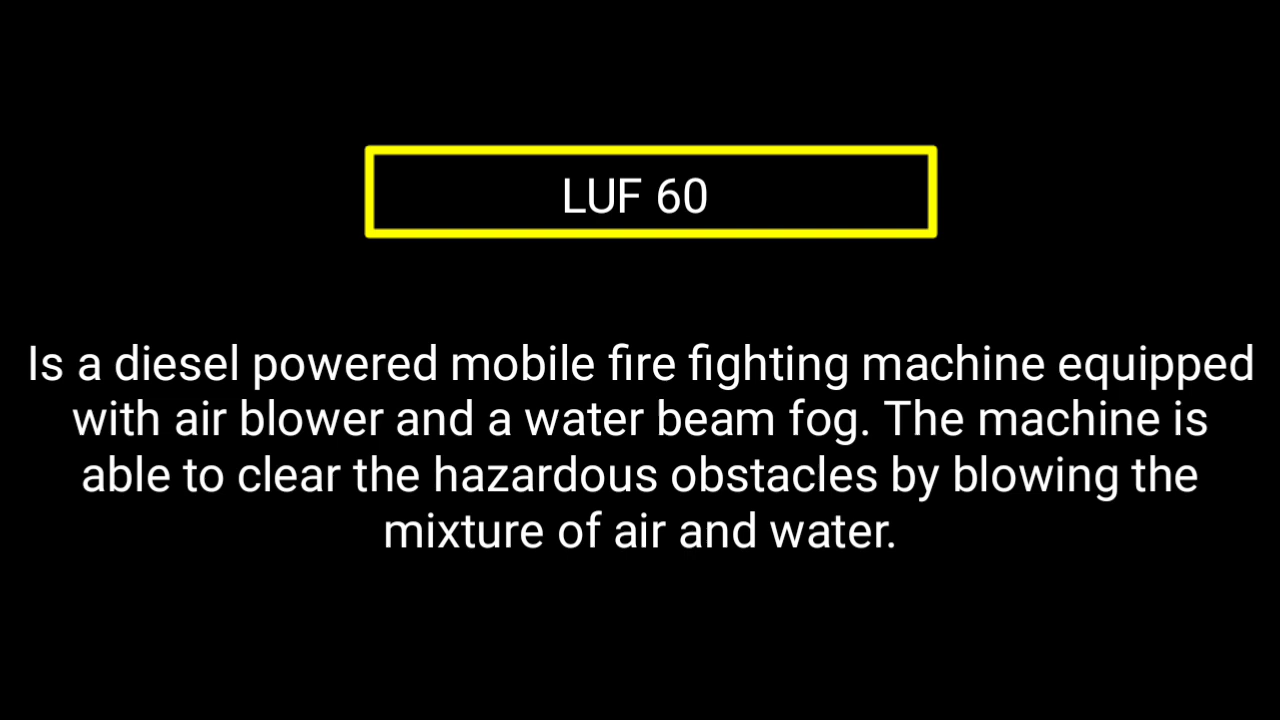 LUF 60
Is a diesel powered mobile fire fighting machine equipped
with air blower and a water beam fog. The machine is
able to clear the hazardous obstacles by blowing the
mixture of air and water.